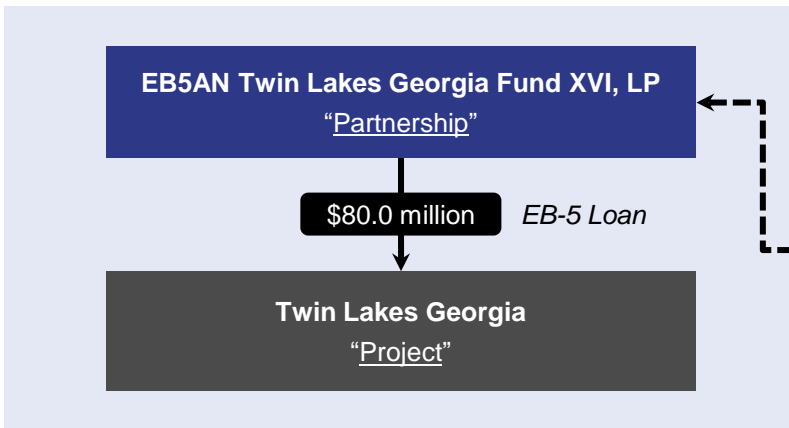 EB5AN Twin Lakes Georgia Fund XVI, LP
“Partnership”
$80.0 million EB-5 Loan
Twin Lakes Georgia
“Project”